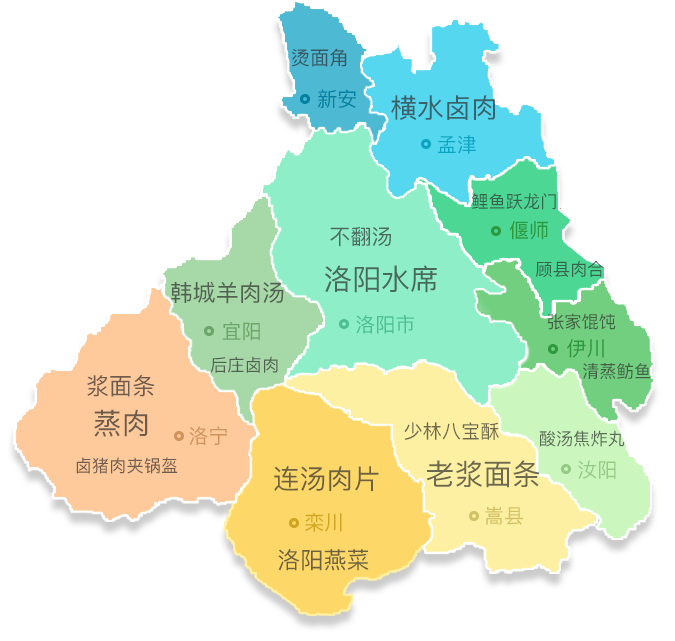 烫面角
新安
横水卤肉
孟津
鲤鱼跃龙门
偃师
不翻汤
顾县肉合
洛阳水席
韩城羊肉汤
洛阳市
张家馄饨
宜阳
伊川
后庄卤肉
清蒸鲂鱼
浆面条
蒸肉
洛宁
少林八宝酥
酸汤焦炸丸
卤猪肉夹锅盔
连汤肉片
老浆面条
汝阳
栾川
嵩县
洛阳燕菜